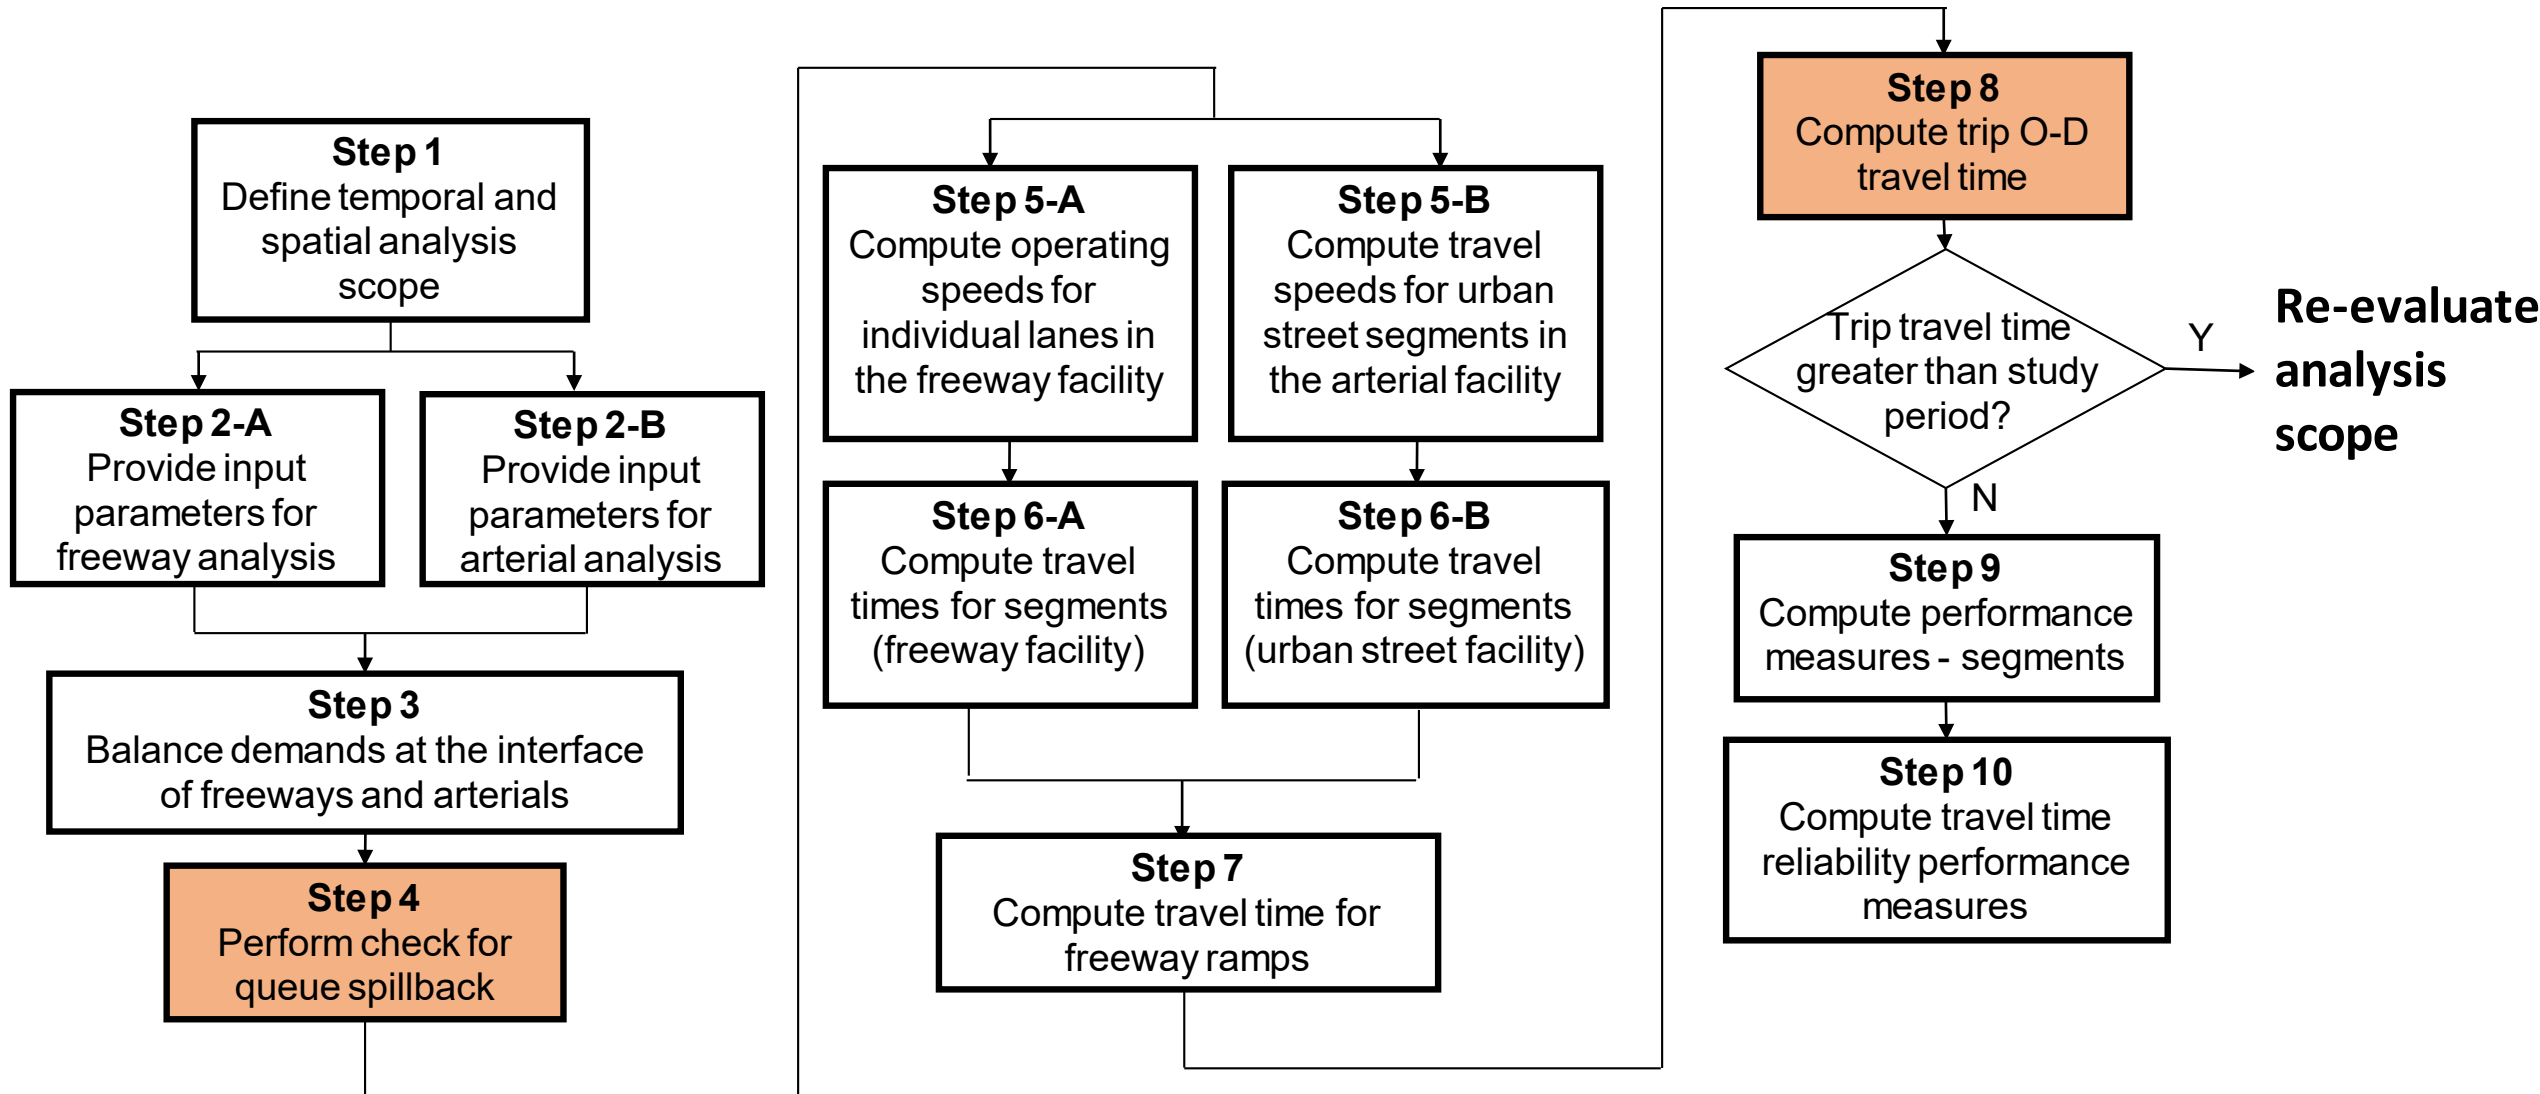 Step 1
Define temporal and
spatial analysis
scope
Step 2-A
Provide input
parameters for
freeway analysis
Step 2-B
Provide input
parameters for
arterial analysis
Step 3
Balance demands at the interface
of freeways and arterials
Step 4
Perform check for
queue spillback
Step 5-A
Compute operating
speeds for
individual lanes in
the freeway facility
Step 5-B
Compute travel
speeds for urban
street segments in
the arterial facility
Step 6-A
Compute travel
times for segments
(freeway facility)
Step 6-B
Compute travel
times for segments
(urban street facility)
Step 7
Compute travel time for
freeway ramps
Step 8
Compute trip O-D
travel time
Trip travel time
greater than study
period?
Y
Re-evaluate
analysis
scope
N
Step 9
Compute performance
measures - segments
Step 10
Compute travel time
reliability performance
measures